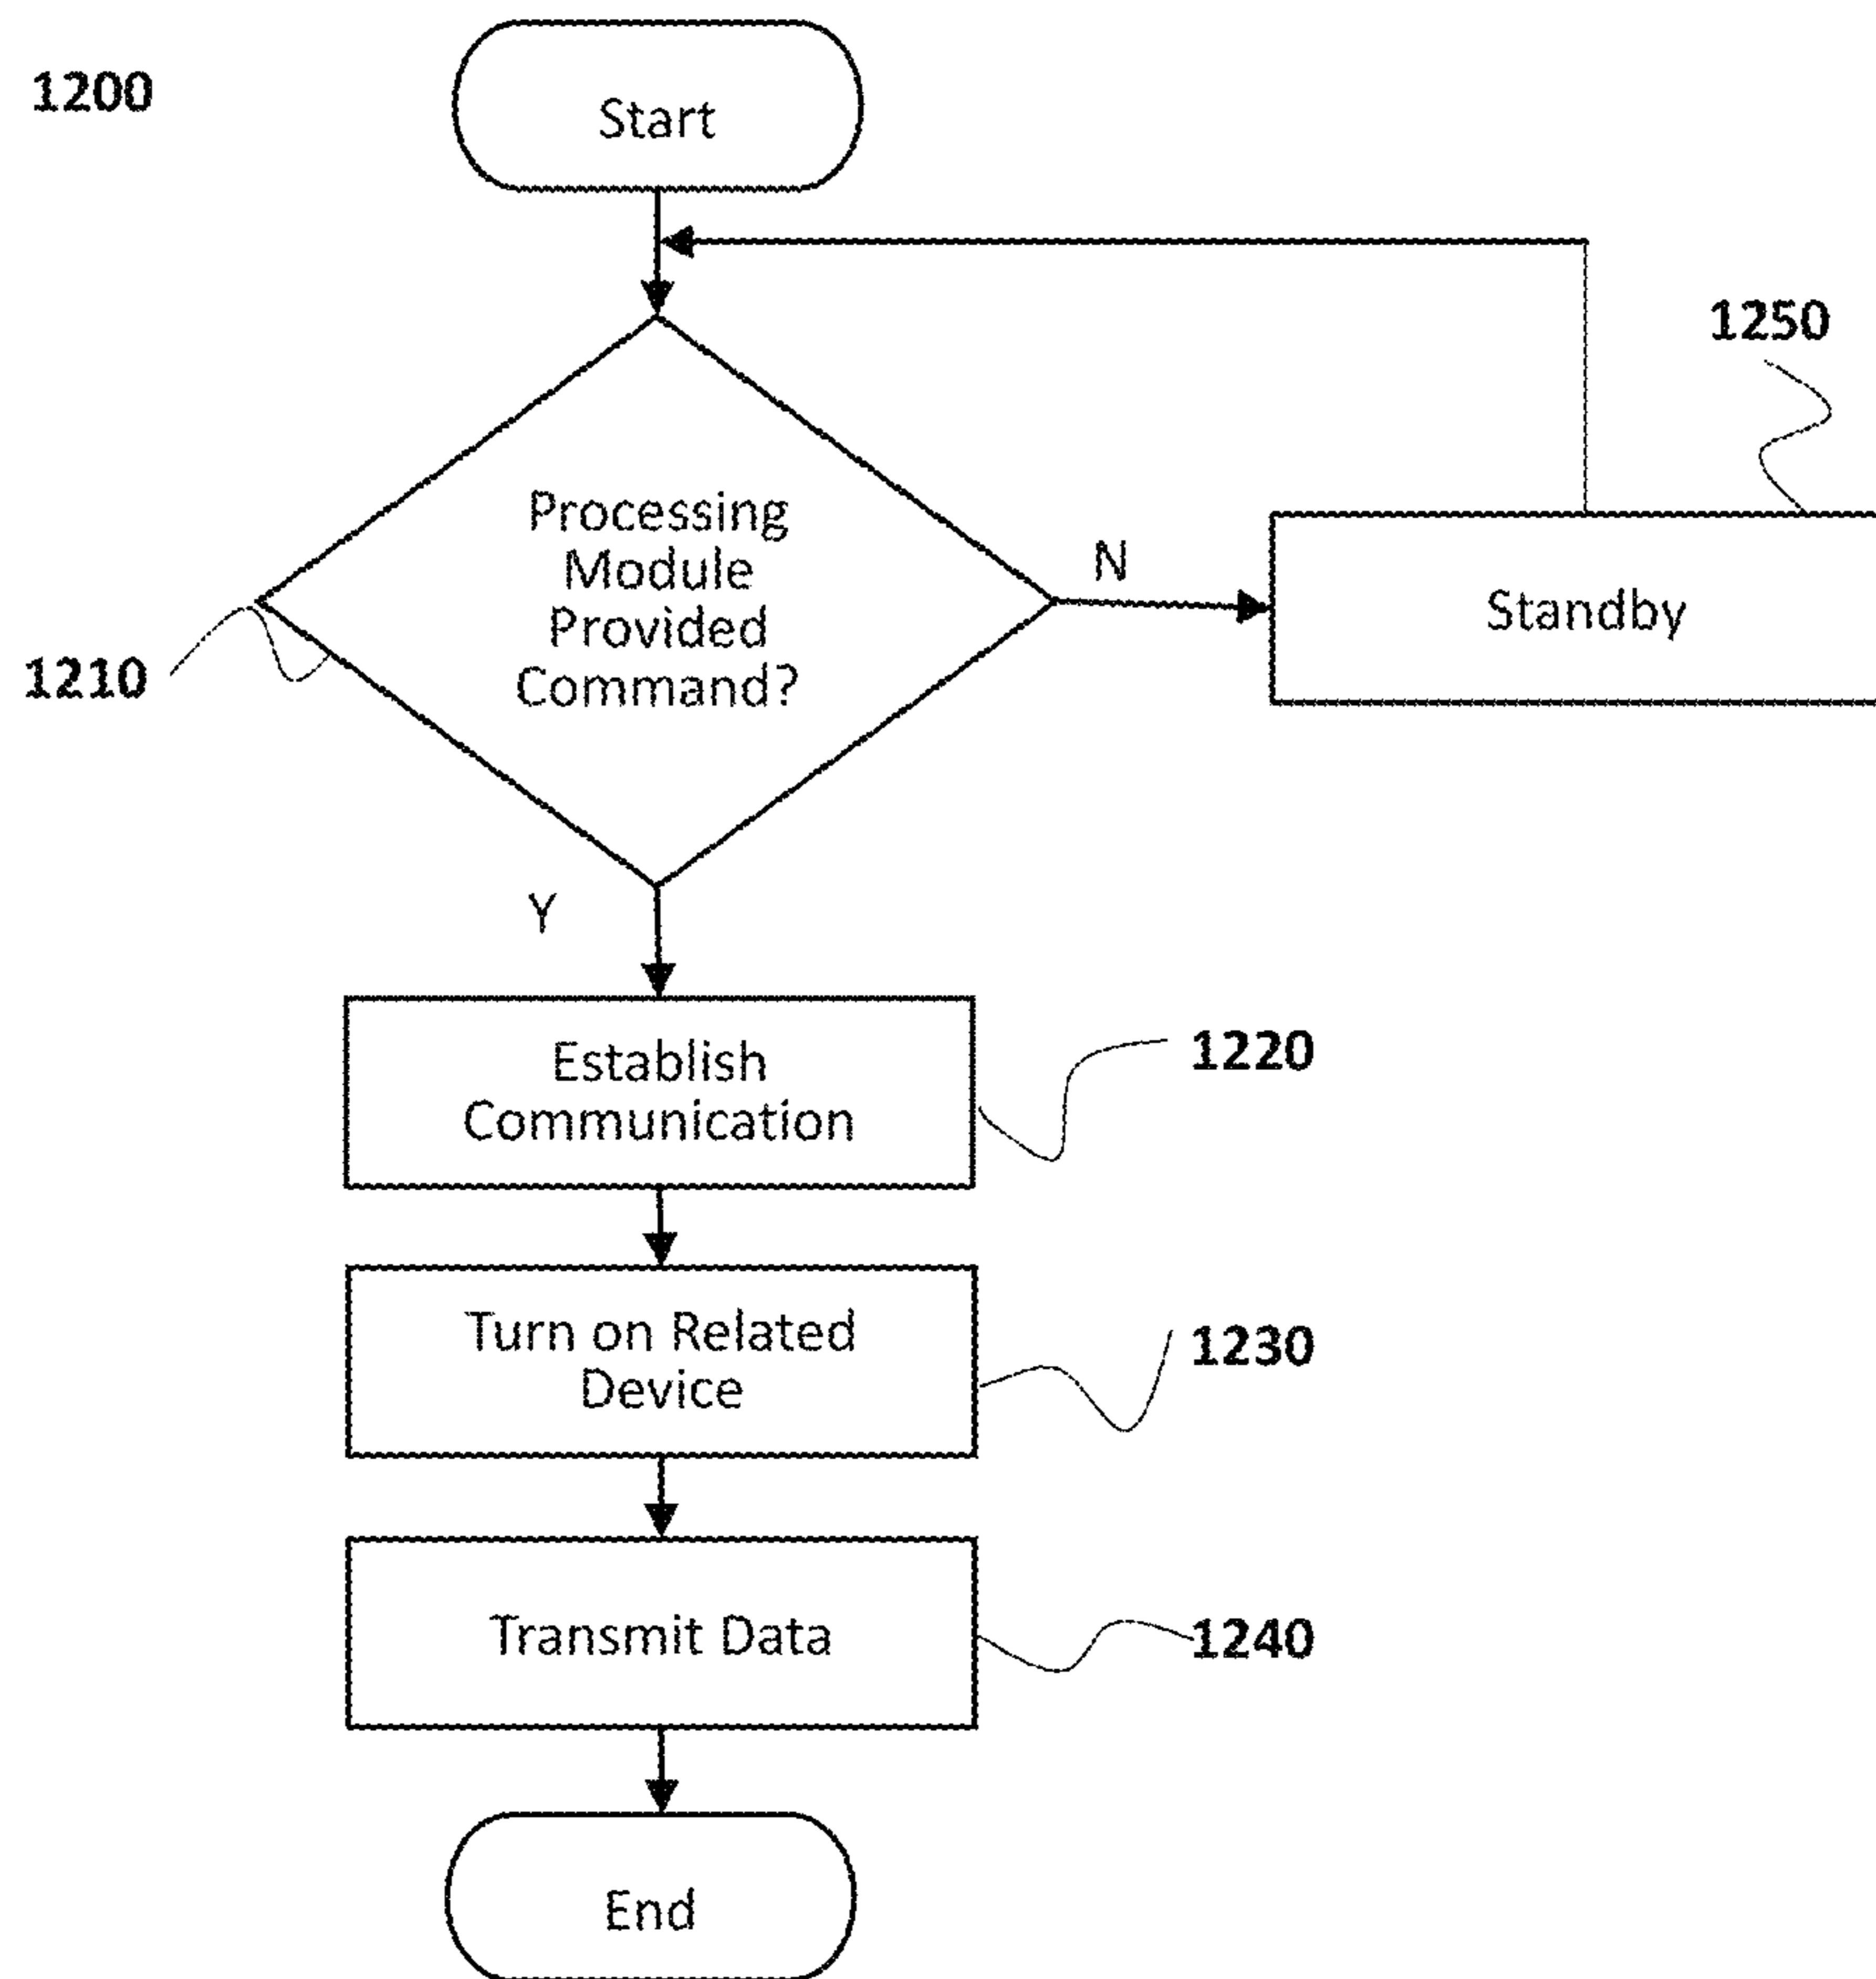 1200
Start
1250
Processing
Module
Provided
Command?
N
Standby
1210
Y
Establish
Communication
1220
Turn on Related
Device
1230
Transmit Data
1240
End